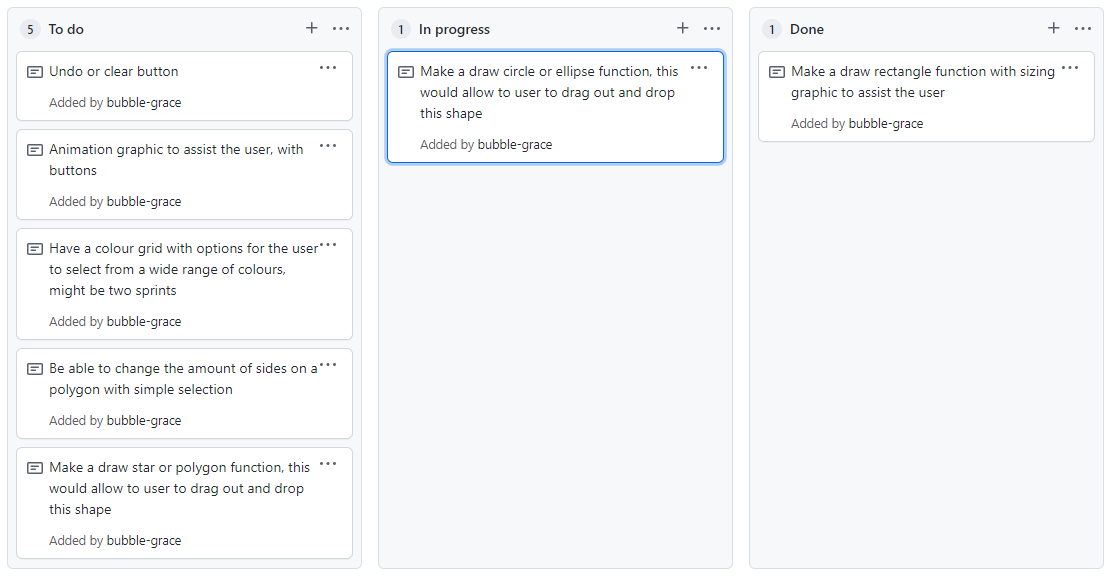 5 To do
Undo or clear button
Added by bubble-grace
Animation graphic to assist the user, with
buttons
Added by bubble-grace
Have a colour grid with options for the user
to select from a wide range of colours,
might be two sprints
Added by bubble-grace
Be able to change the amount of sides on a
polygon with simple selection
Added by bubble-grace
Make a draw star or polygon function, this
would allow to user to drag out and drop
this shape
Added by bubble-grace
1 In progress
Make a draw circle or ellipse function, this
would allow to user to drag out and drop
this shape
Added by bubble-grace
1 Done
Make a draw rectangle function with sizing
graphic to assist the user
Added by bubble-grace